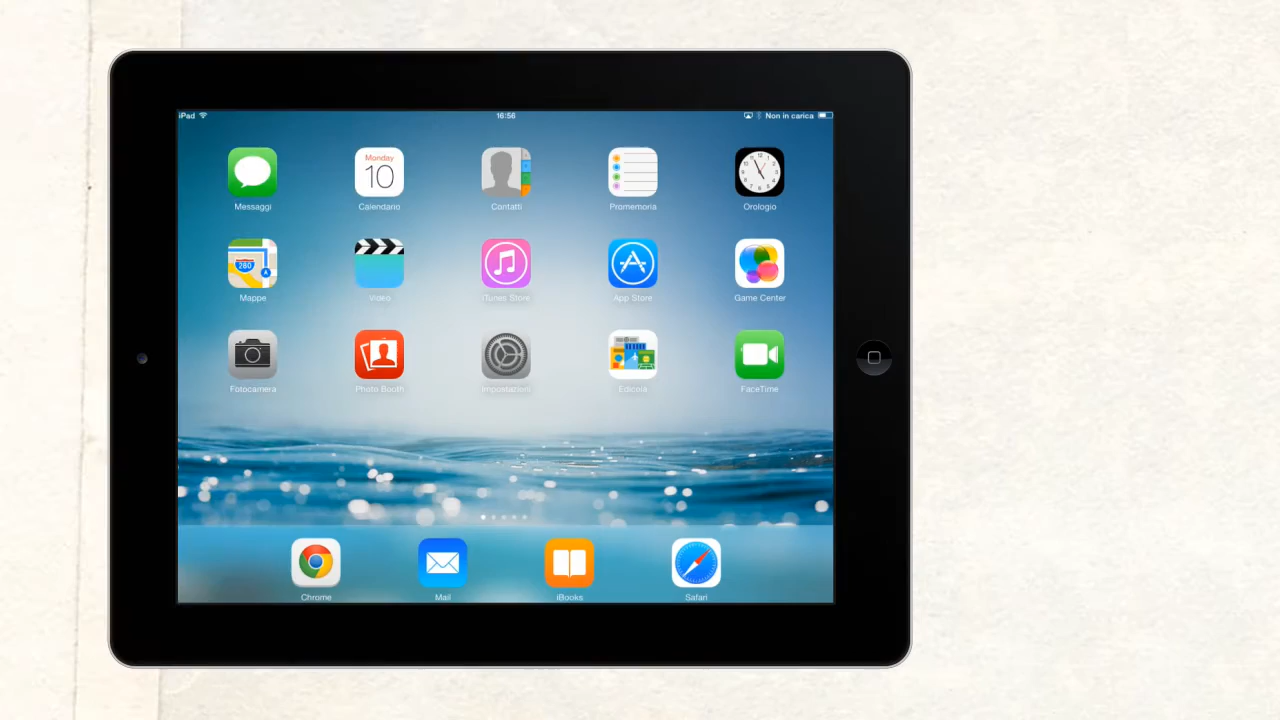 iPad 16:56 Non in carica
Monday
10
Messaggi Calendario Contatti Promemoria Orologio
280
Mappe Video iTunes Store App Store Game Center
Fotocamera Photo Booth Impostazioni Edicola FaceTime
Chrome Mail iBooks Safari